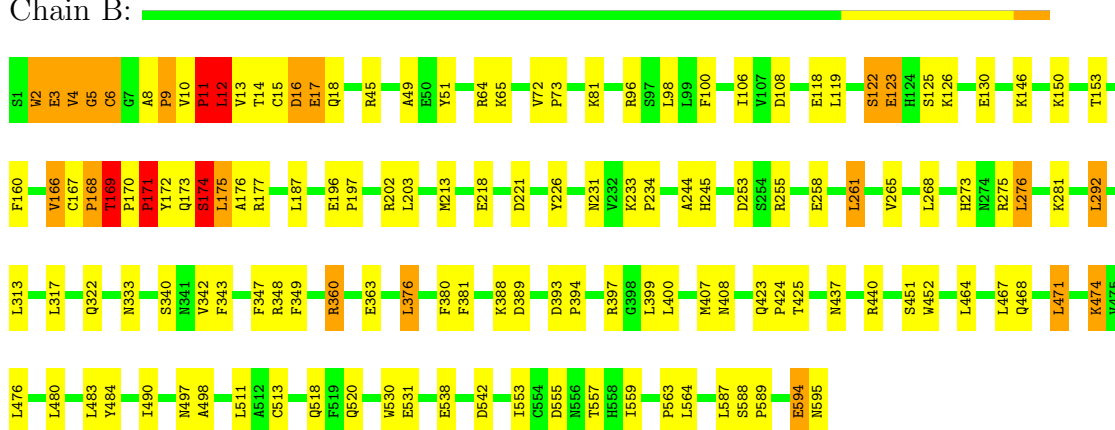 Chain B:
S1 W2 E3 V4 G5 C6 G7 A8 P9 V10 P11 L12 V13 T14 C15 D16 E17 Q18 R45 A49 E50 Y51 R64 K65 V72 P73 K81 R96 S97 L98 L99 F100 I106 V107 D108 E118 L119 S122 E123 H124 S125 K126 E130 K146 K150 T153
F160 V166 C167 P168 T169 P170 P171 Y172 Q173 S174 L175 A176 R177 L187 E196 P197 R202 L203 M213 E218 D221 Y226 N231 V232 K233 P234 A244 H245 D253 S254 R255 E258 L261 V265 L268 H273 N274 R275 L276 K281 L292
L313 L317 Q322 N333 S340 N341 V342 F343 F347 R348 F349 R360 E363 L376 F380 F381 K388 D389 D393 P394 R397 G398 L399 L400 M407 N408 Q423 P424 T425 N437 R440 S451 W452 L464 L467 Q468 L471 K474 V475
L476 L480 L483 Y484 I490 N497 A498 L511 A512 C513 Q518 F519 Q520 W530 E531 E538 D542 I553 C554 D555 N556 T557 H558 I559 P563 L564 L587 S588 P589 E594 N595